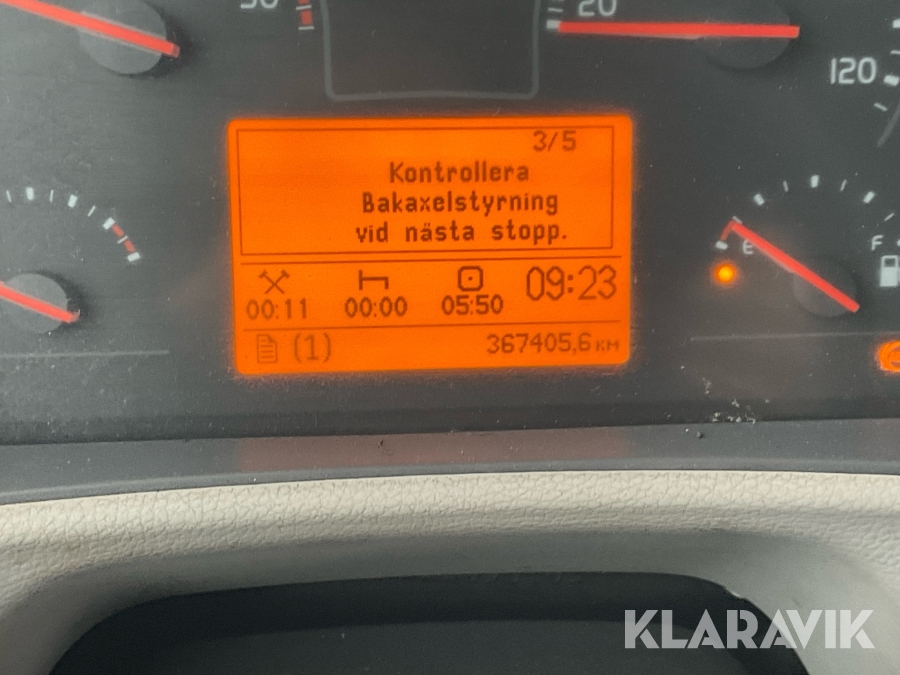 20
120
3/5
Kontrollera
Bakaxelstyrning
vid nästa stopp.
E
F
09:23
00:11 00:00 05:50
(1) 367405,6 KM
KLARAVIK